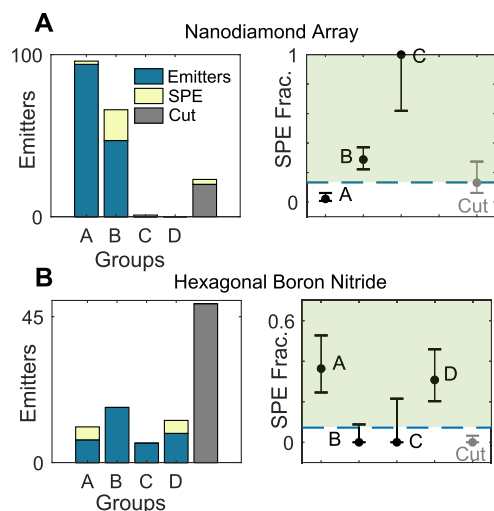 A
Nanodiamond Array
100
Emitters
SPE
Cut
Emitters
0
A B C D
Groups
1
SPE Frac.
0
C
B
A
Cut
B
Hexagonal Boron Nitride
45
Emitters
0
A B C D
Groups
0.6
SPE Frac.
0
A
D
B
C
Cut